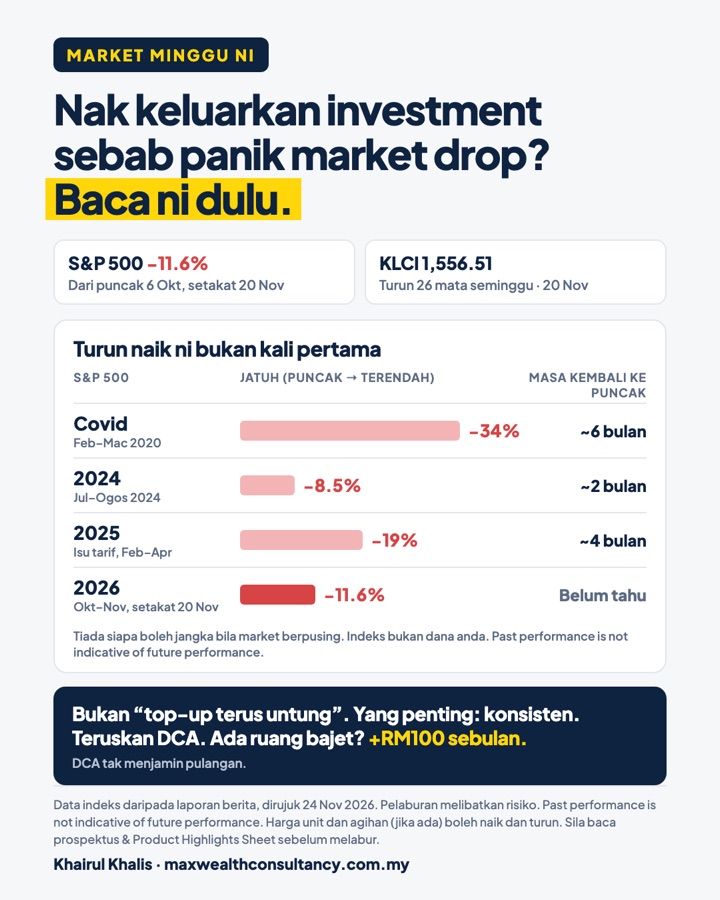 MARKET MINGGU NI
Nak keluarkan investment
sebab panik market drop?
Baca ni dulu.
S&P 500 -11.6%
Dari puncak 6 Okt, setakat 20 Nov
KLCI 1,556.51
Turun 26 mata seminggu · 20 Nov
Turun naik ni bukan kali pertama
S&P 500
JATUH (PUNCAK → TERENDAH)
MASA KEMBALI KE
PUNCAK
Covid
Feb–Mac 2020
-34%
~6 bulan
2024
Jul–Ogos 2024
-8.5%
~2 bulan
2025
Isu tarif, Feb–Apr
-19%
~4 bulan
2026
Okt–Nov, setakat 20 Nov
-11.6%
Belum tahu
Tiada siapa boleh jangka bila market berpusing. Indeks bukan dana anda. Past performance is not
indicative of future performance.
Bukan “top-up terus untung”. Yang penting: konsisten.
Teruskan DCA. Ada ruang bajet? +RM100 sebulan.
DCA tak menjamin pulangan.
Data indeks daripada laporan berita, dirujuk 24 Nov 2026. Pelaburan melibatkan risiko. Past performance is
not indicative of future performance. Harga unit dan agihan (jika ada) boleh naik dan turun. Sila baca
prospektus & Product Highlights Sheet sebelum melabur.
Khairul Khalis · maxwealthconsultancy.com.my